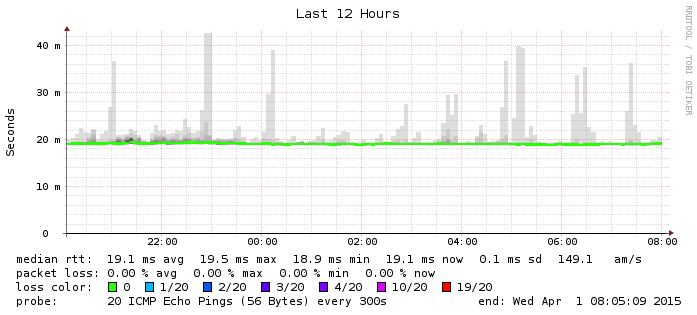 Last 12 Hours
RRDTOOL / TOBI OETIKER
Seconds
40 m
30 m
20 m
10 m
0
22:00 00:00 02:00 04:00 06:00 08:00
median rtt: 19.1 ms avg 19.5 ms max 18.9 ms min 19.1 ms now 0.1 ms sd 149.1 am/s
packet loss: 0.00 % avg 0.00 % max 0.00 % min 0.00 % now
loss color: 0 1/20 2/20 3/20 4/20 10/20 19/20
probe: 20 ICMP Echo Pings (56 Bytes) every 300s end: Wed Apr 1 08:05:09 2015